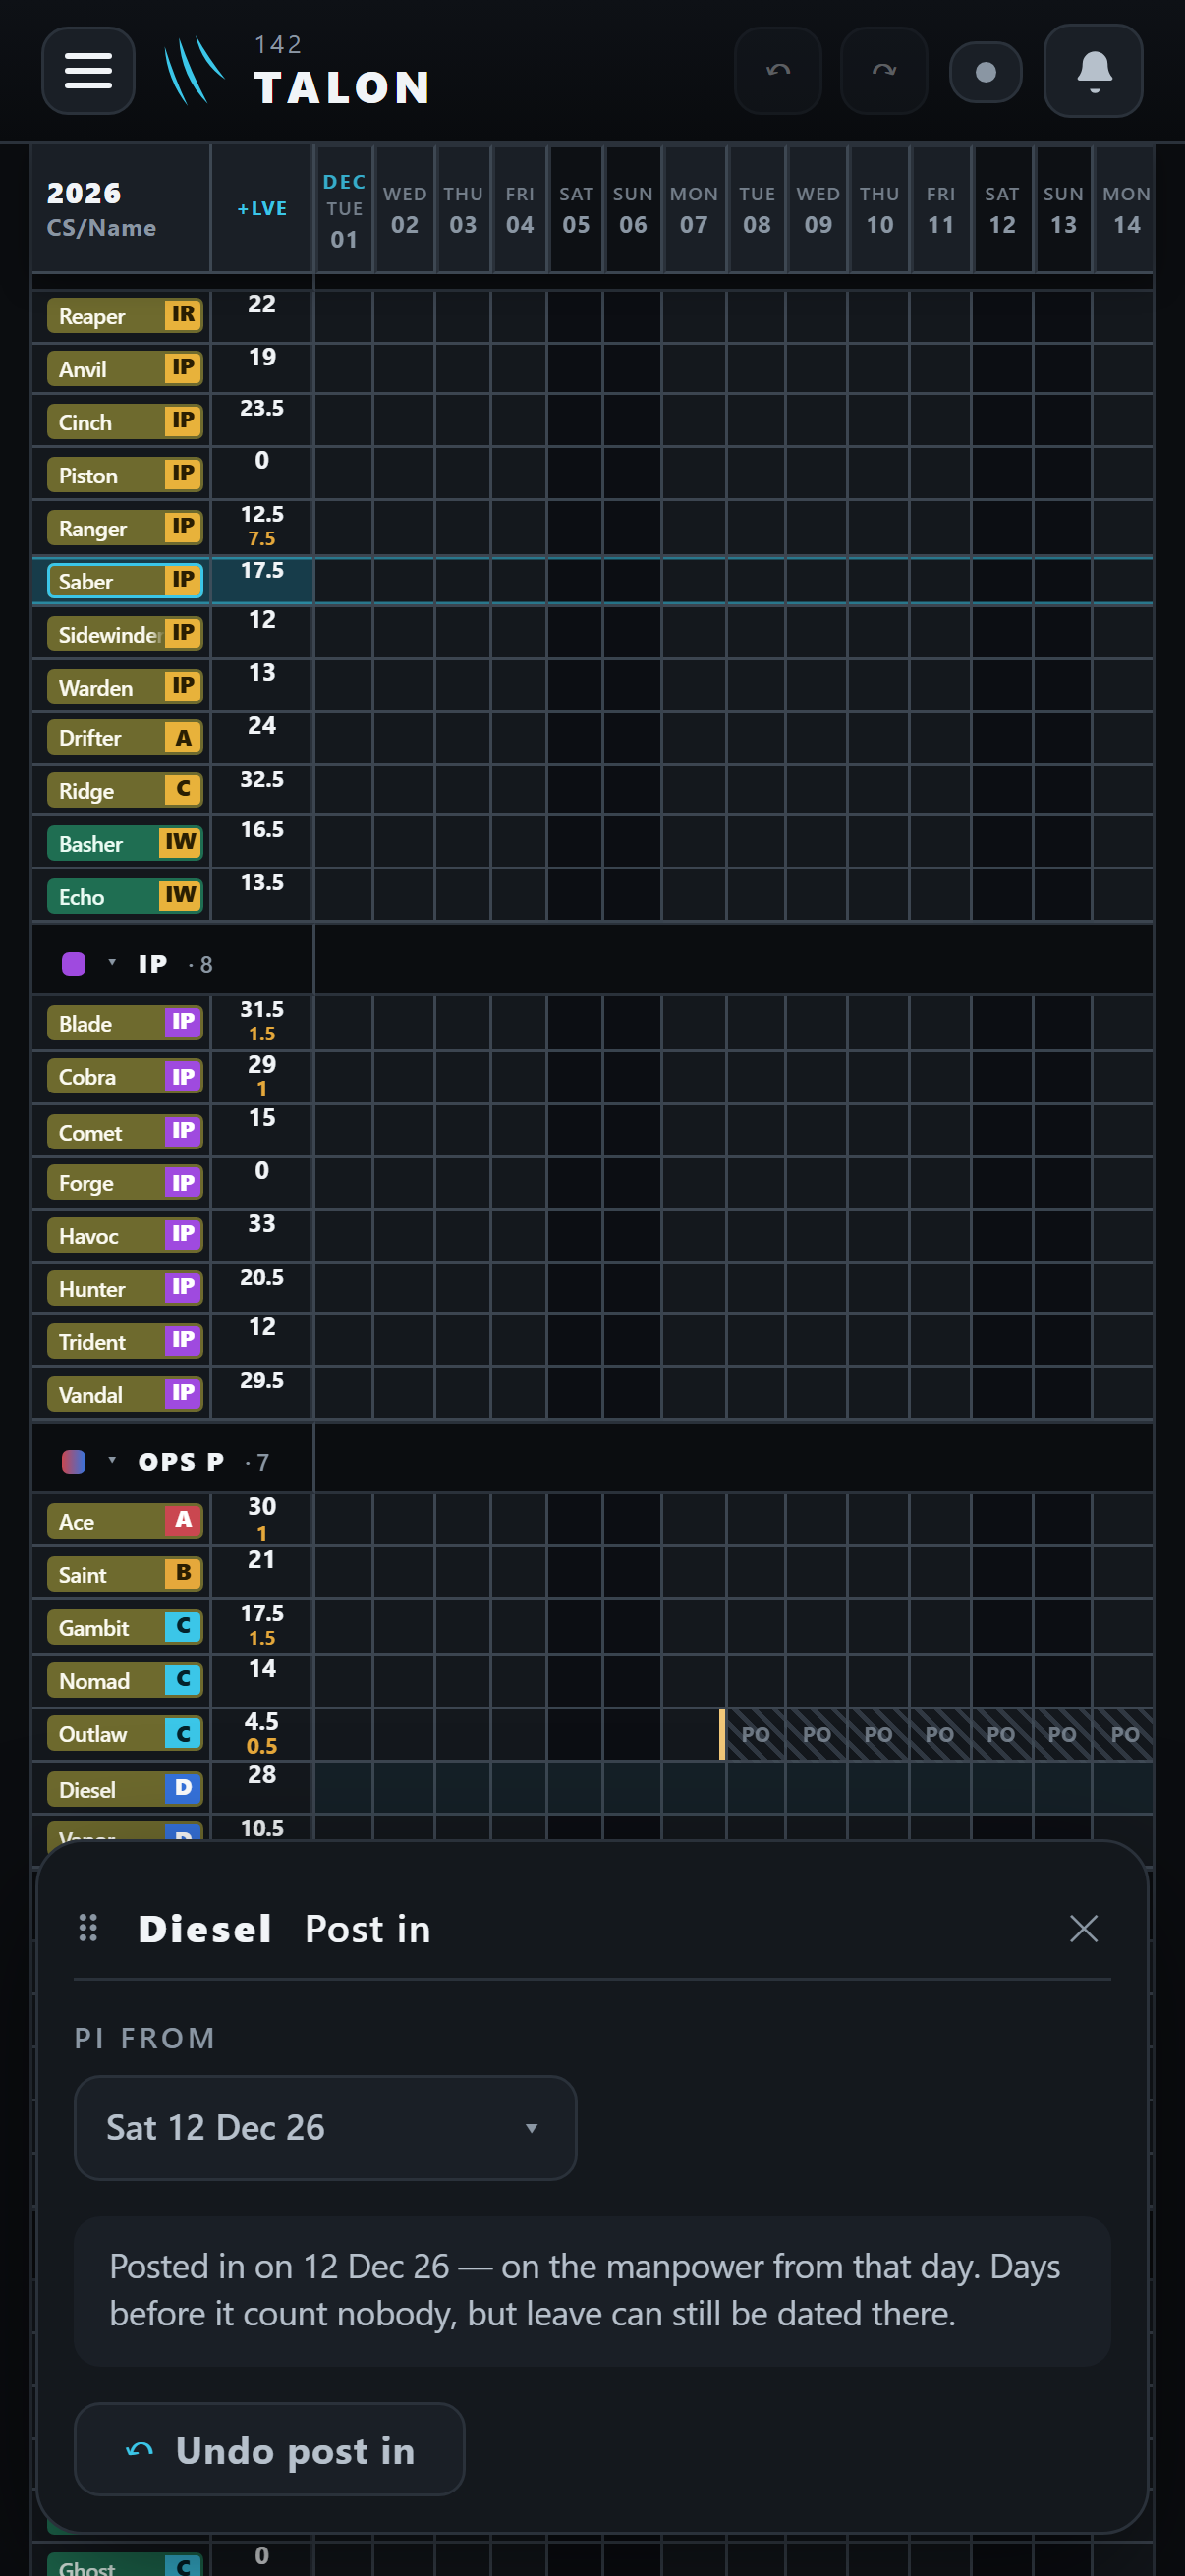 142
TALON
2026
CS/Name
+LVE
DEC
TUE WED THU FRI SAT SUN MON TUE WED THU FRI SAT SUN MON
01 02 03 04 05 06 07 08 09 10 11 12 13 14
Reaper IR 22
Anvil IP 19
Cinch IP 23.5
Piston IP 0
Ranger IP 12.5
7.5
Saber IP 17.5
Sidewinder IP 12
Warden IP 13
Drifter A 24
Ridge C 32.5
Basher IW 16.5
Echo IW 13.5
IP · 8
Blade IP 31.5
1.5
Cobra IP 29
1
Comet IP 15
Forge IP 0
Havoc IP 33
Hunter IP 20.5
Trident IP 12
Vandal IP 29.5
OPS P · 7
Ace A 30
1
Saint B 21
Gambit C 17.5
1.5
Nomad C 14
Outlaw C 4.5 PO PO PO PO PO PO PO
0.5
Diesel D 28
D 10.5
Diesel Post in
PI FROM
Sat 12 Dec 26
Posted in on 12 Dec 26 — on the manpower from that day. Days
before it count nobody, but leave can still be dated there.
Undo post in
Ghost C 0